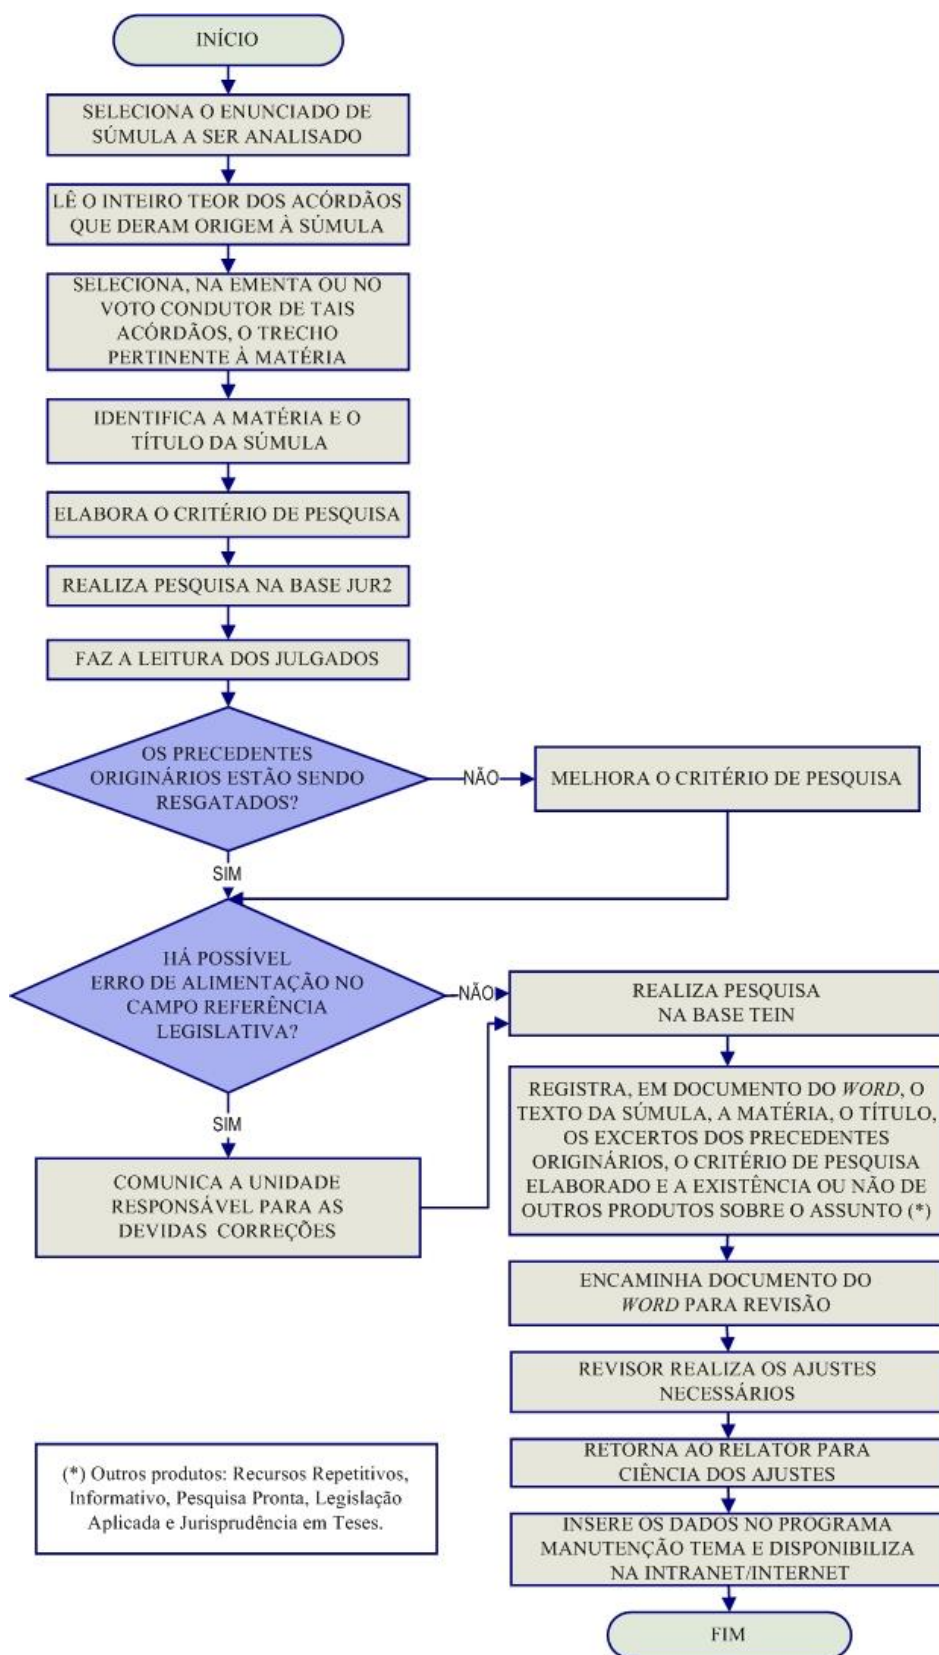 INÍCIO
SELECIONA O ENUNCIADO DE
SÚMULA A SER ANALISADO
LÊ O INTEIRO TEOR DOS ACÓRDÃOS
QUE DERAM ORIGEM À SÚMULA
SELECIONA, NA EMENTA OU NO
VOTO CONDUTOR DE TAIS
ACÓRDÃOS, O TRECHO
PERTINENTE À MATÉRIA
IDENTIFICA A MATÉRIA E O
TÍTULO DA SÚMULA
ELABORA O CRITÉRIO DE PESQUISA
REALIZA PESQUISA NA BASE JUR2
FAZ A LEITURA DOS JULGADOS
OS PRECEDENTES
ORIGINÁRIOS ESTÃO SENDO
RESGATADOS?
NÃO
MELHORA O CRITÉRIO DE PESQUISA
SIM
HÁ POSSÍVEL
ERRO DE ALIMENTAÇÃO NO
CAMPO REFERÊNCIA
LEGISLATIVA?
NÃO
REALIZA PESQUISA
NA BASE TEIN
SIM
COMUNICA A UNIDADE
RESPONSÁVEL PARA AS
DEVIDAS CORREÇÕES
REGISTRA, EM DOCUMENTO DO WORD, O
TEXTO DA SÚMULA, A MATÉRIA, O TÍTULO,
OS EXCERTOS DOS PRECEDENTES
ORIGINÁRIOS, O CRITÉRIO DE PESQUISA
ELABORADO E A EXISTÊNCIA OU NÃO DE
OUTROS PRODUTOS SOBRE O ASSUNTO (*)
ENCAMINHA DOCUMENTO DO
WORD PARA REVISÃO
REVISOR REALIZA OS AJUSTES
NECESSÁRIOS
RETORNA AO RELATOR PARA
CIÊNCIA DOS AJUSTES
INSERE OS DADOS NO PROGRAMA
MANUTENÇÃO TEMA E DISPONIBILIZA
NA INTRANET/INTERNET
FIM
(*) Outros produtos: Recursos Repetitivos,
Informativo, Pesquisa Pronta, Legislação
Aplicada e Jurisprudência em Teses.